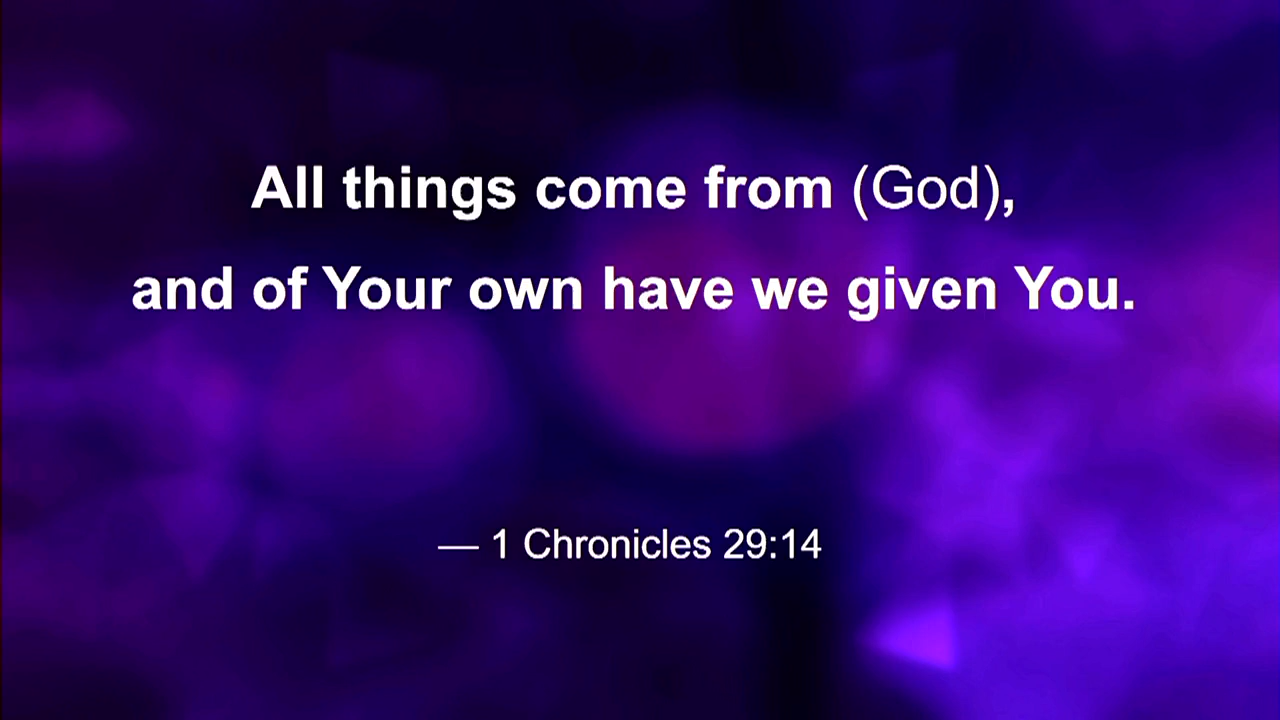 All things come from (God),
and of Your own have we given You.
— 1 Chronicles 29:14